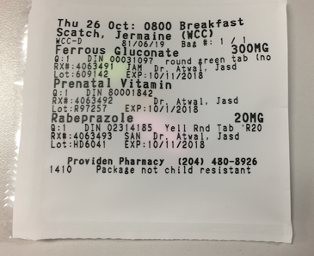 Thu 26 Oct: 0800 Breakfast
Scatch, Jermaine (WCC)
WCC-D 81/06/19 Bag #: 1 / 1
Ferrous Gluconate 300MG
Q:1 DIN 00031097 round green tab (no
RX#:4063491 JAM Dr. Atwal, Jasd
Lot:609142 EXP:10/11/2018
Prenatal Vitamin
Q:1 DIN 80001842
RX#:4063492 Dr. Atwal, Jasd
Lot:R97257 EXP:10/11/2018
Rabeprazole 20MG
Q:1 DIN 02314185 Yell Rnd Tab 'R20
RX#:4063493 SAN Dr. Atwal, Jasd
Lot:HD6041 EXP:10/11/2018
Providen Pharmacy (204) 480-8926
1410 Package not child resistant